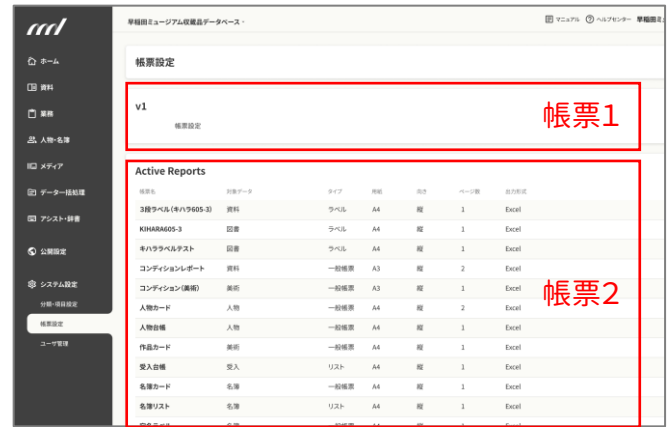 早稲田ミュージアム収蔵品データベース
マニュアル ヘルプセンター 早稲田ミュ
ホーム
資料
業務
人物・名簿
メディア
データ一括処理
アシスト・辞書
公開設定
システム設定
分類・項目設定
帳票設定
ユーザ管理
帳票設定
v1
帳票設定
帳票1
Active Reports
帳票2
帳票名 対象データ タイプ 用紙 向き ページ数 出力形式
3段ラベル(キハラ605-3) 資料 ラベル A4 縦 1 Excel
KIHARA605-3 図書 ラベル A4 縦 1 Excel
キハララベルテスト 図書 ラベル A4 縦 1 Excel
コンディションレポート 資料 一般帳票 A3 縦 2 Excel
コンディション(美術) 美術 一般帳票 A3 縦 1 Excel
人物カード 人物 一般帳票 A4 縦 2 Excel
人物台帳 人物 一般帳票 A4 縦 1 Excel
作品カード 美術 一般帳票 A4 縦 1 Excel
受入台帳 受入 リスト A4 縦 1 Excel
名簿カード 名簿 一般帳票 A4 縦 1 Excel
名簿リスト 名簿 リスト A4 縦 1 Excel